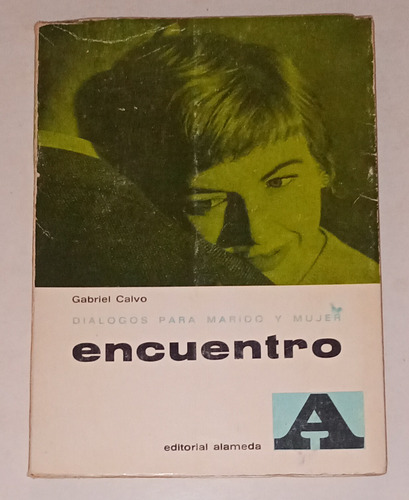 Gabriel Calvo
DIALOGOS PARA MARIDO Y MUJER
encuentro
A
editorial alameda